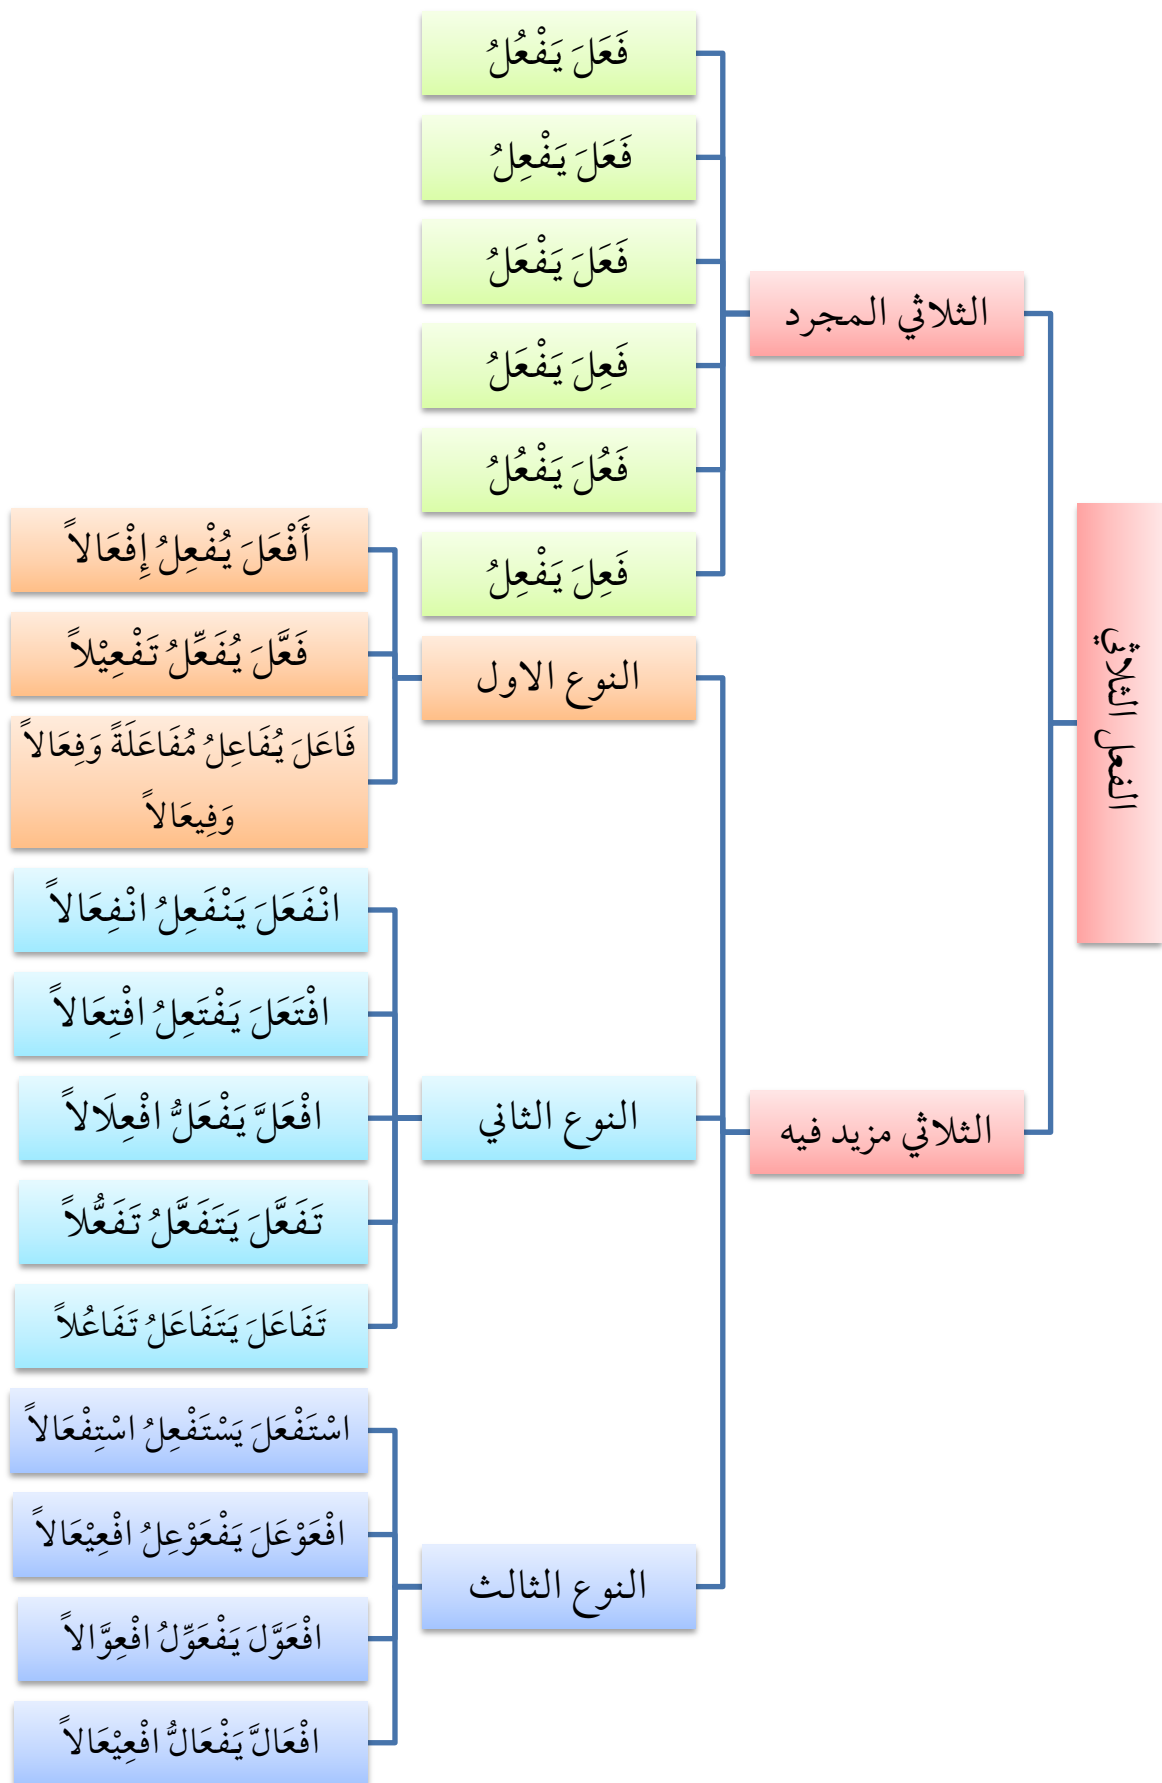 الفعل الثلاثي
الثلاثي المجرد
فَعَلَ يَفْعُلُ
فَعَلَ يَفْعِلُ
فَعَلَ يَفْعَلُ
فَعِلَ يَفْعَلُ
فَعُلَ يَفْعُلُ
فَعِلَ يَفْعِلُ
الثلاثي مزيد فيه
النوع الاول
أَفْعَلَ يُفْعِلُ إِفْعَالاً
فَعَّلَ يُفَعِّلُ تَفْعِيْلاً
فَاعَلَ يُفَاعِلُ مُفَاعَلَةً وَفِعَالاً
وَفِيعَالاً
النوع الثاني
انْفَعَلَ يَنْفَعِلُ انْفِعَالاً
افْتَعَلَ يَفْتَعِلُ افْتِعَالاً
افْعَلَّ يَفْعَلُّ افْعِلَالاً
تَفَعَّلَ يَتَفَعَّلُ تَفَعُّلاً
تَفَاعَلَ يَتَفَاعَلُ تَفَاعُلاً
النوع الثالث
اسْتَفْعَلَ يَسْتَفْعِلُ اسْتِفْعَالاً
افْعَوْعَلَ يَفْعَوْعِلُ افْعِيْعَالاً
افْعَوَّلَ يَفْعَوِّلُ افْعِوَّالاً
افْعَالَّ يَفْعَالُّ افْعِيْعَالاً